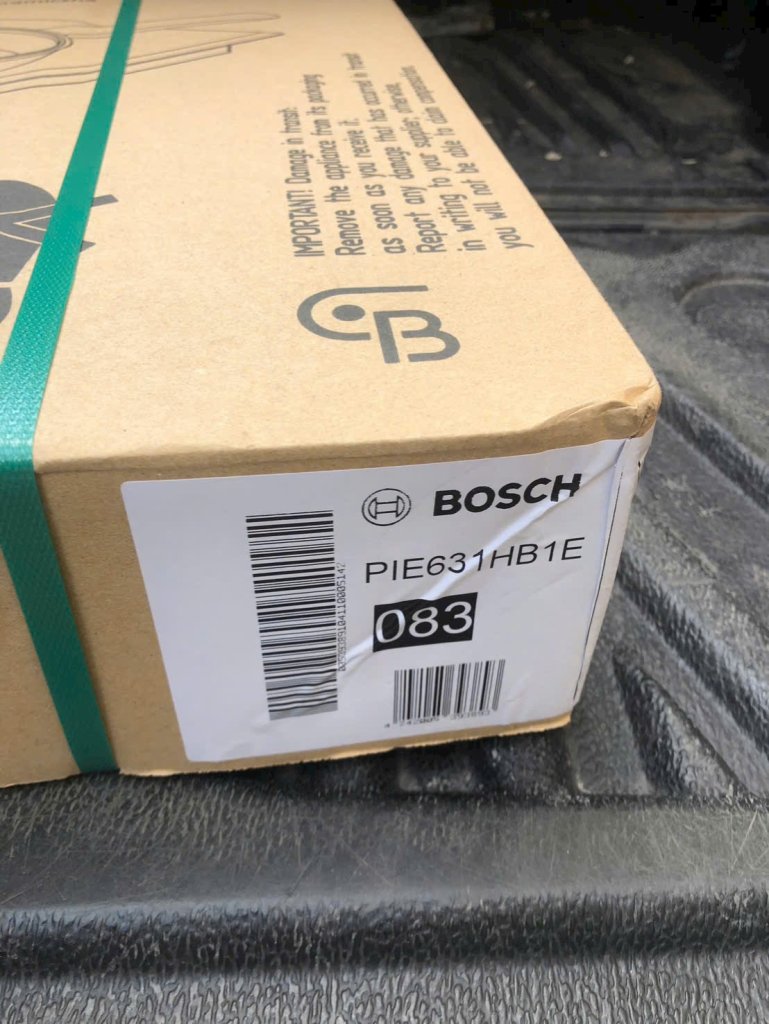 IMPORTANT! Damage in transit.
Remove the appliance from its packaging
as soon as you receive it.
Report any damage that has occurred in transit
in writing to your supplier; otherwise,
you will not be able to claim compensation
B
BOSCH
PIE631HB1E
083